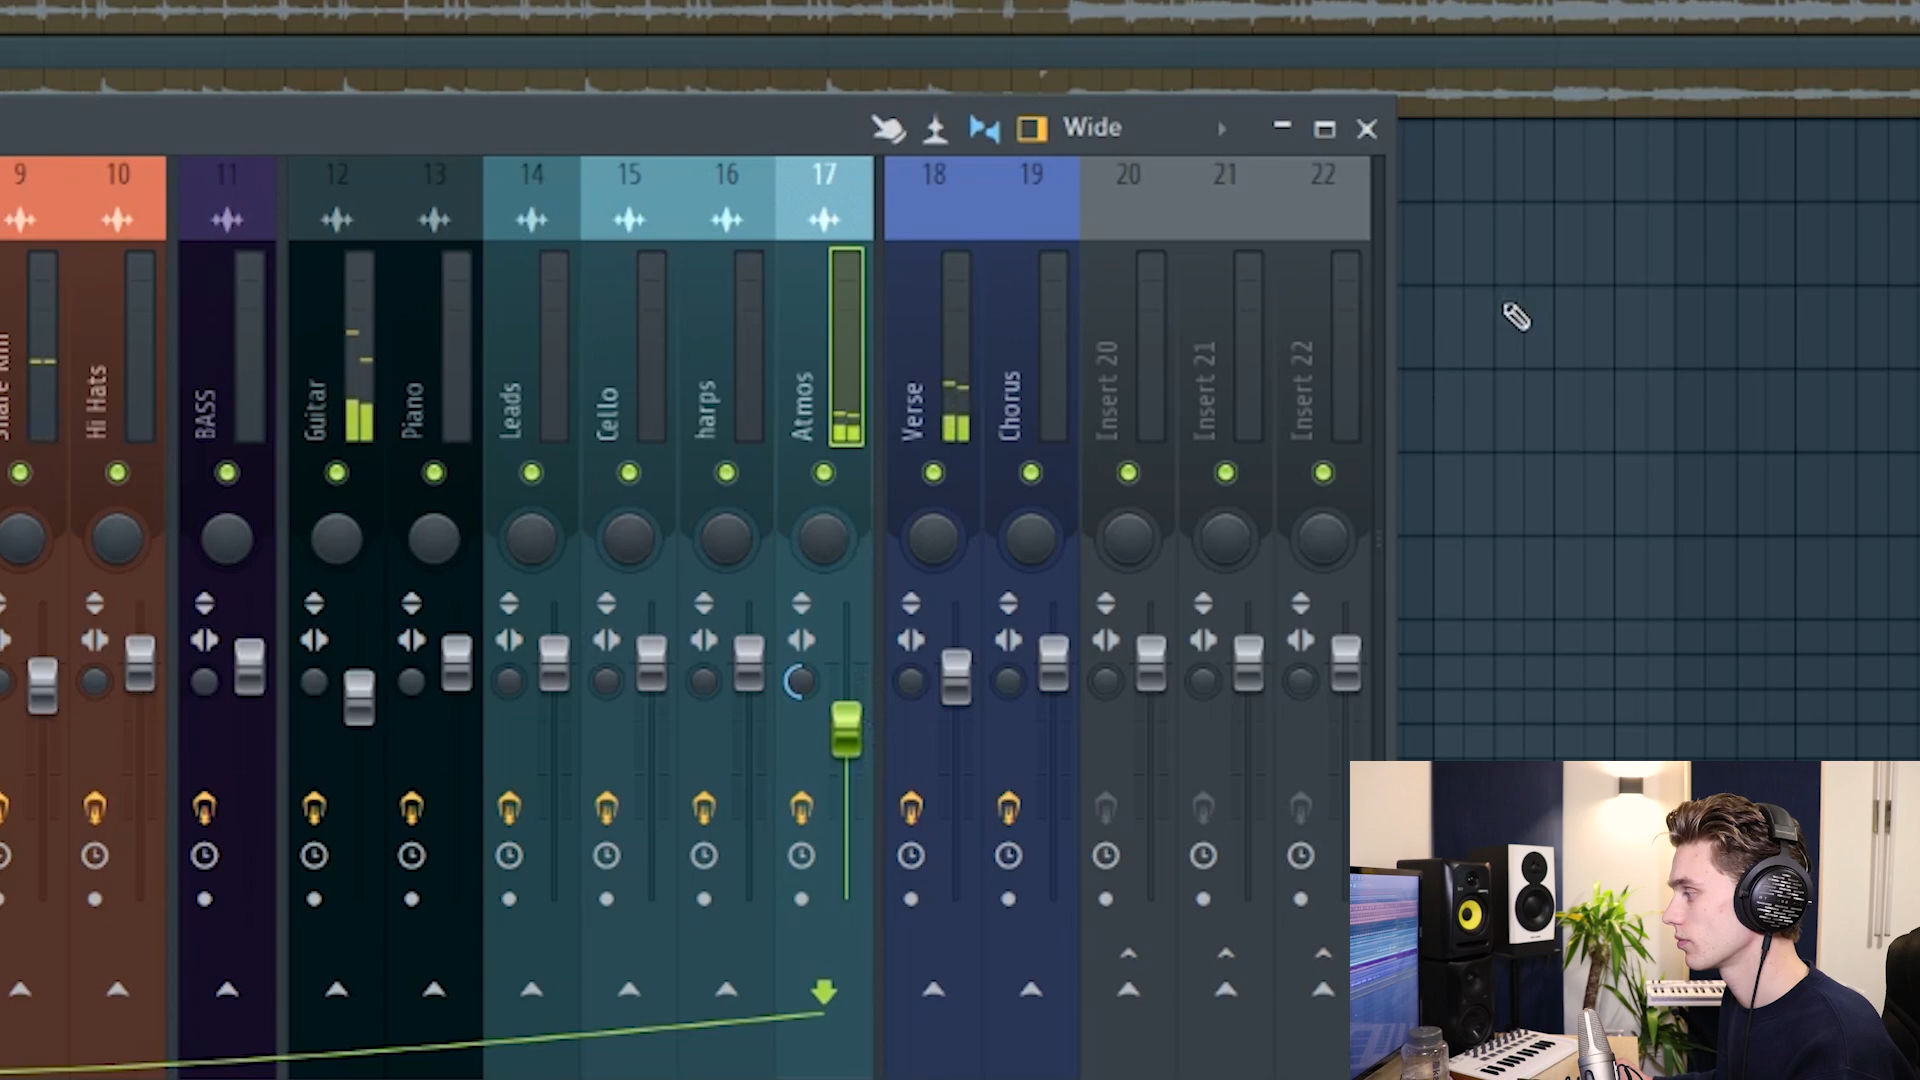 Wide
9 10 11 12 13 14 15 16 17 18 19 20 21 22
Hi Hats
BASS
Guitar
Piano
Leads
Cello
harps
Atmos
Verse
Chorus
Insert 20
Insert 21
Insert 22